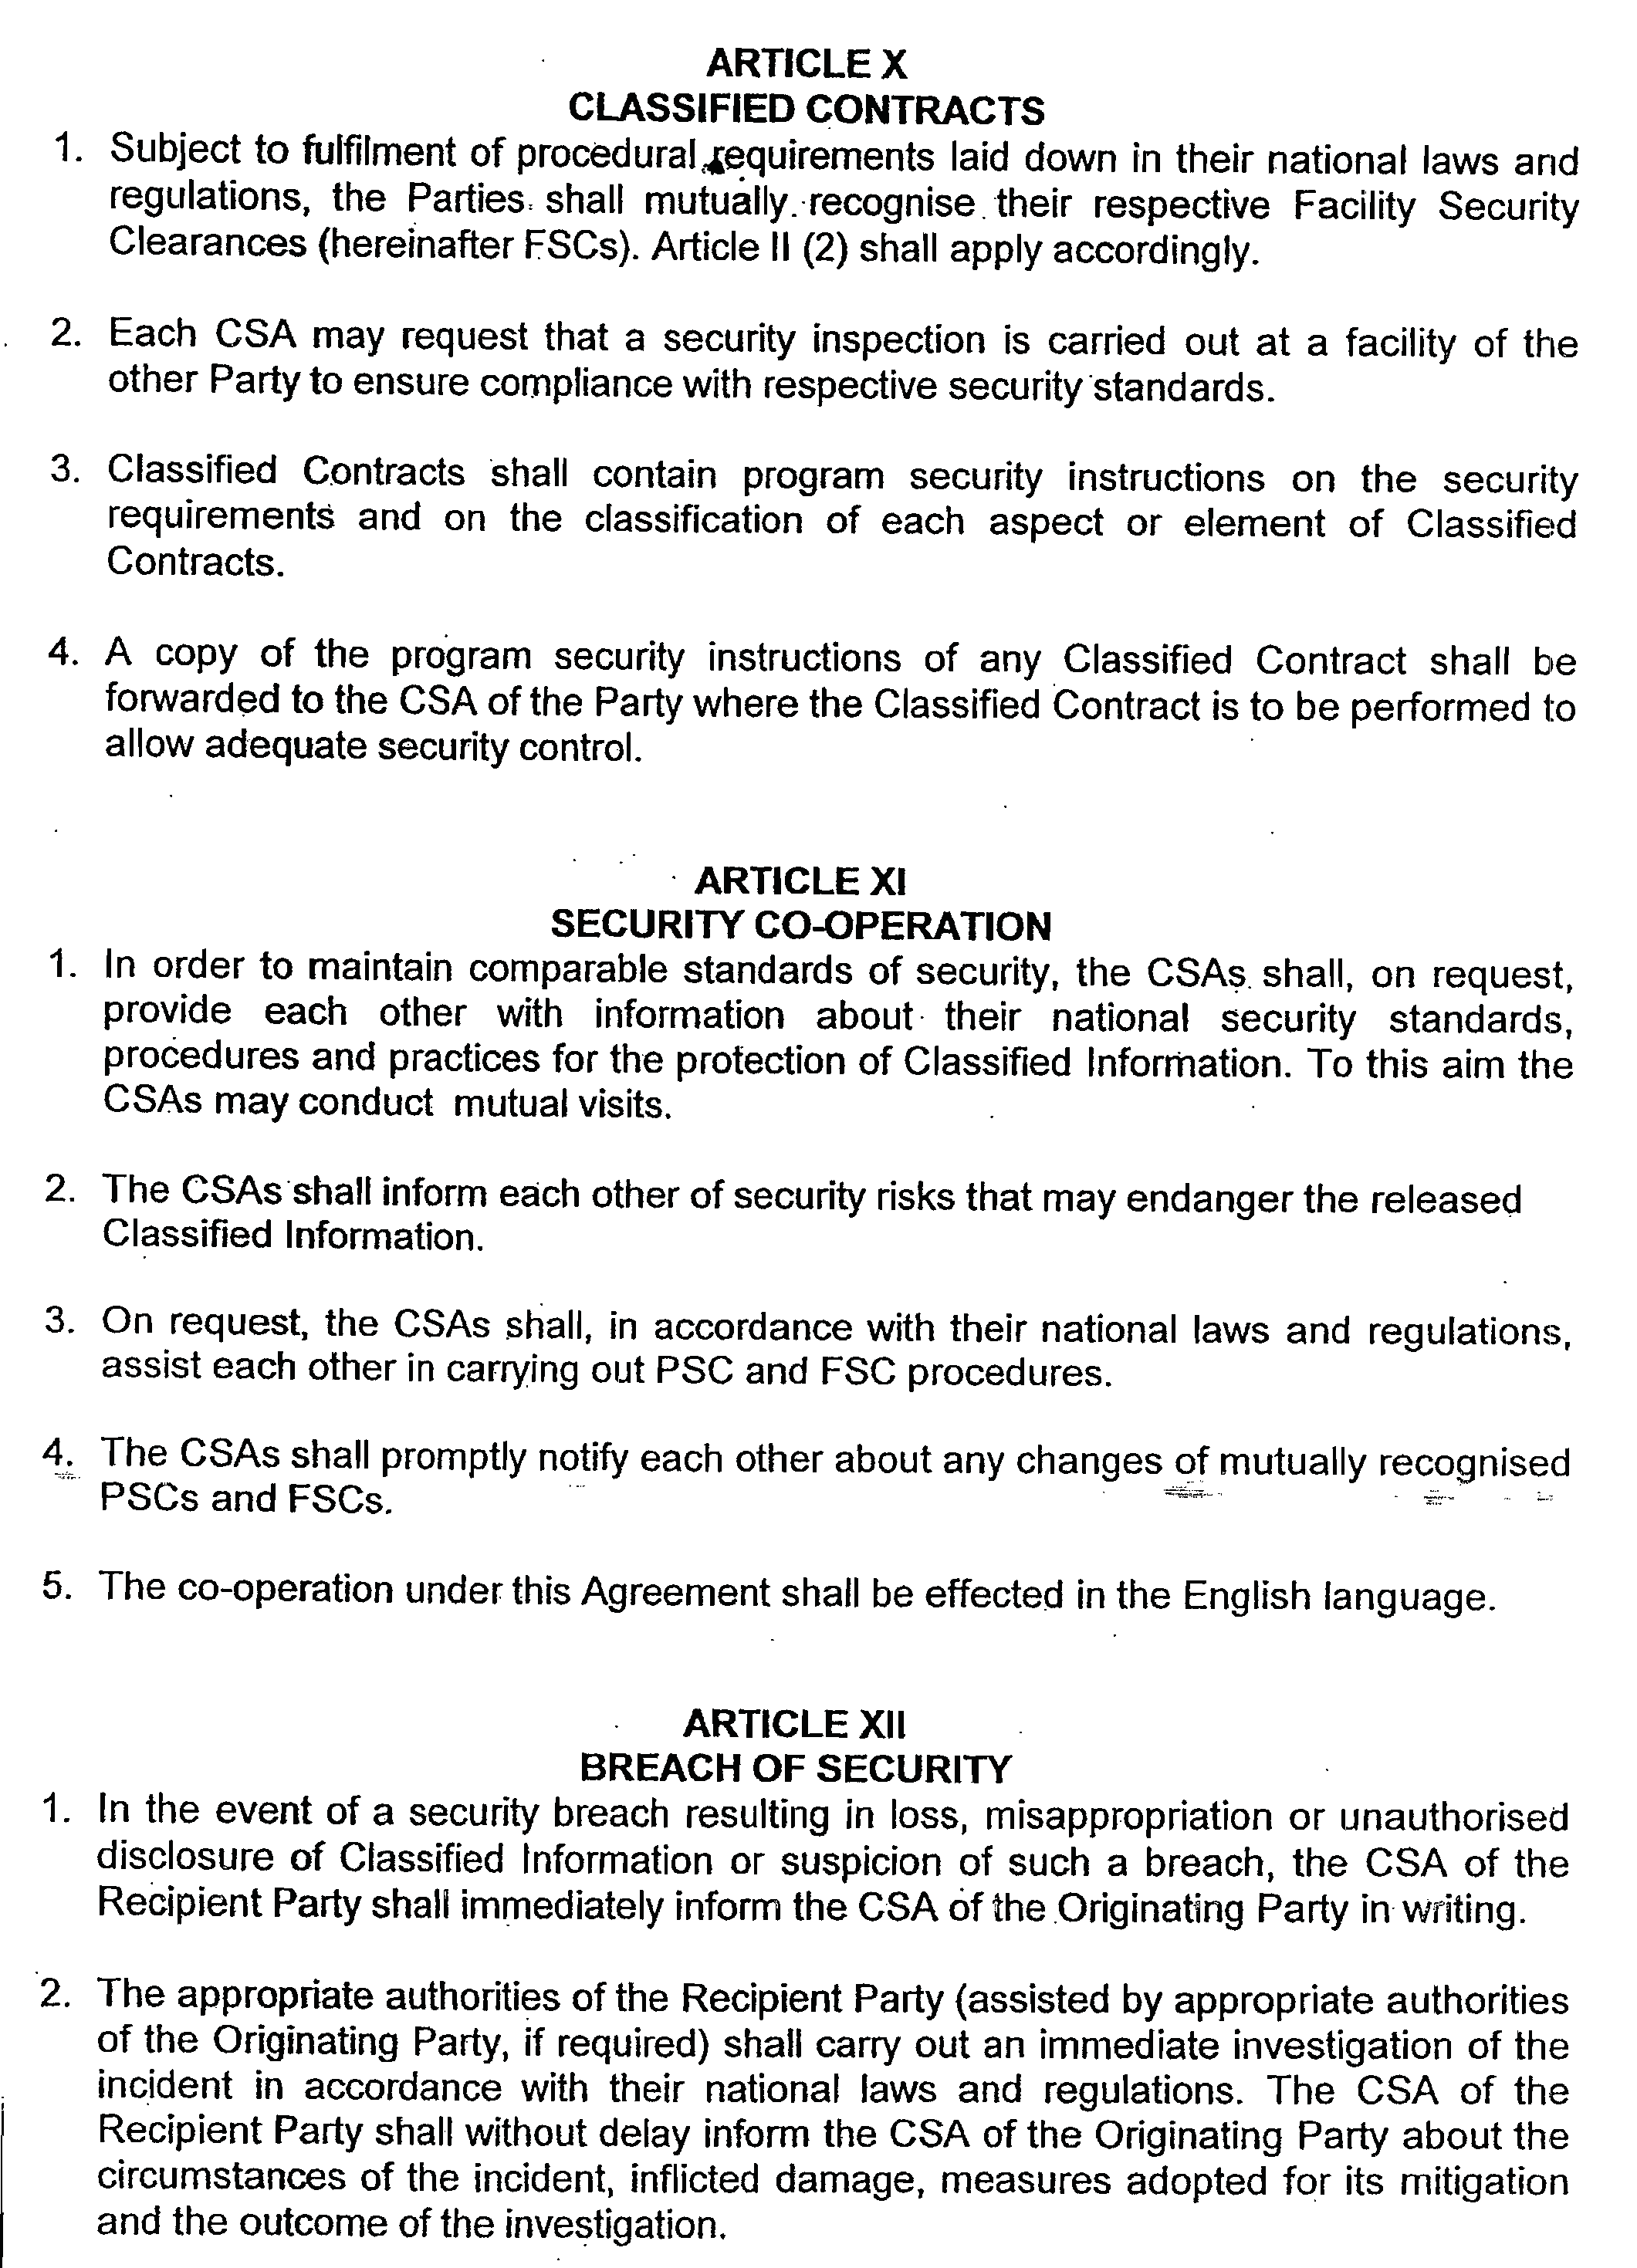 ARTICLE X
CLASSIFIED CONTRACTS
1. Subject to fulfilment of procedural requirements laid down in their national laws and
regulations, the Parties shall mutually recognise their respective Facility Security
Clearances (hereinafter FSCs). Article II (2) shall apply accordingly.
2. Each CSA may request that a security inspection is carried out at a facility of the
other Party to ensure compliance with respective security standards.
3. Classified Contracts shall contain program security instructions on the security
requirements and on the classification of each aspect or element of Classified
Contracts.
4. A copy of the program security instructions of any Classified Contract shall be
forwarded to the CSA of the Party where the Classified Contract is to be performed to
allow adequate security control.
ARTICLE XI
SECURITY CO-OPERATION
1. In order to maintain comparable standards of security, the CSAs shall, on request,
provide each other with information about their national security standards,
procedures and practices for the protection of Classified Information. To this aim the
CSAs may conduct mutual visits.
2. The CSAs shall inform each other of security risks that may endanger the released
Classified Information.
3. On request, the CSAs shall, in accordance with their national laws and regulations,
assist each other in carrying out PSC and FSC procedures.
4. The CSAs shall promptly notify each other about any changes of mutually recognised
PSCs and FSCs.
5. The co-operation under this Agreement shall be effected in the English language.
ARTICLE XII
BREACH OF SECURITY
1. In the event of a security breach resulting in loss, misappropriation or unauthorised
disclosure of Classified Information or suspicion of such a breach, the CSA of the
Recipient Party shall immediately inform the CSA of the Originating Party in writing.
2. The appropriate authorities of the Recipient Party (assisted by appropriate authorities
of the Originating Party, if required) shall carry out an immediate investigation of the
incident in accordance with their national laws and regulations. The CSA of the
Recipient Party shall without delay inform the CSA of the Originating Party about the
circumstances of the incident, inflicted damage, measures adopted for its mitigation
and the outcome of the investigation.